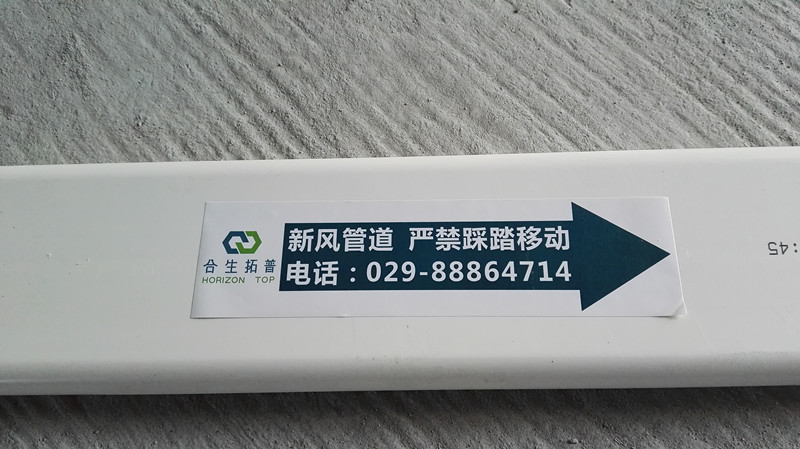 合生拓普
HORIZON TOP
新风管道 严禁踩踏移动
电话：029-88864714
:45